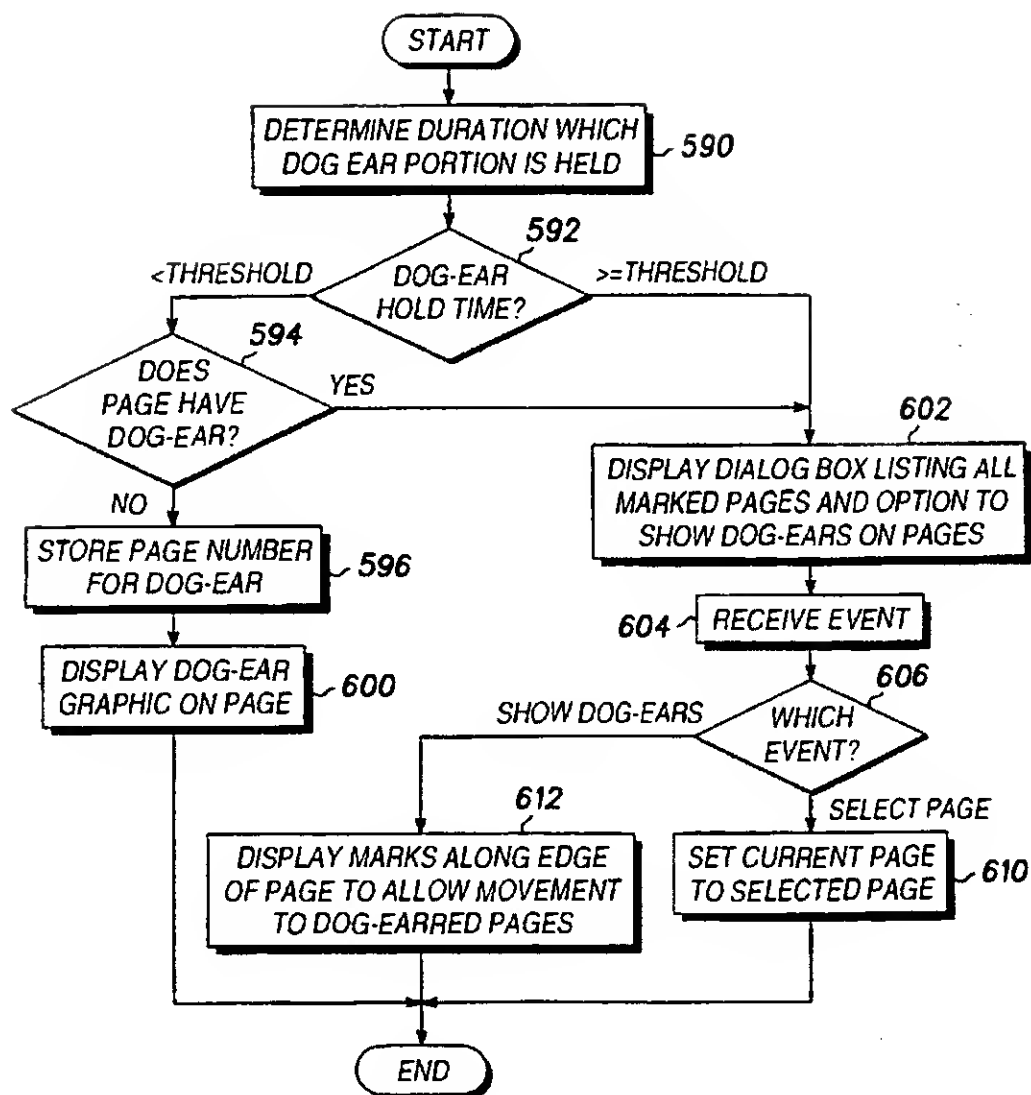 START
DETERMINE DURATION WHICH
DOG EAR PORTION IS HELD
590
592
<THRESHOLD
DOG-EAR
HOLD TIME?
>=THRESHOLD
594
DOES
PAGE HAVE
DOG-EAR?
YES
NO
602
DISPLAY DIALOG BOX LISTING ALL
MARKED PAGES AND OPTION TO
SHOW DOG-EARS ON PAGES
STORE PAGE NUMBER
FOR DOG-EAR
596
604
RECEIVE EVENT
DISPLAY DOG-EAR
GRAPHIC ON PAGE
600
606
SHOW DOG-EARS
WHICH
EVENT?
SELECT PAGE
612
DISPLAY MARKS ALONG EDGE
OF PAGE TO ALLOW MOVEMENT
TO DOG-EARRED PAGES
SET CURRENT PAGE
TO SELECTED PAGE
610
END